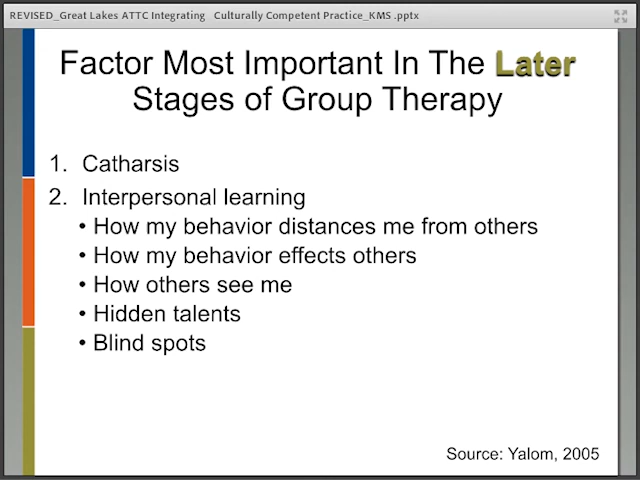 REVISED_Great Lakes ATTC Integrating Culturally Competent Practice_KMS .pptx
Factor Most Important In The Later
Stages of Group Therapy
1. Catharsis
2. Interpersonal learning
• How my behavior distances me from others
• How my behavior effects others
• How others see me
• Hidden talents
• Blind spots
Source: Yalom, 2005